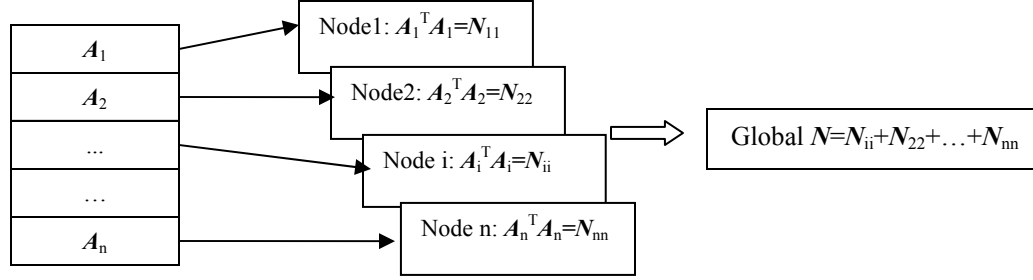 A₁
A₂
...
…
Aₙ
Node1: A₁ᵀA₁=N₁₁
Node2: A₂ᵀA₂=N₂₂
Node i: AᵢᵀAᵢ=Nᵢᵢ
Node n: AₙᵀAₙ=Nₙₙ
Global N=Nᵢᵢ+N₂₂+…+Nₙₙ